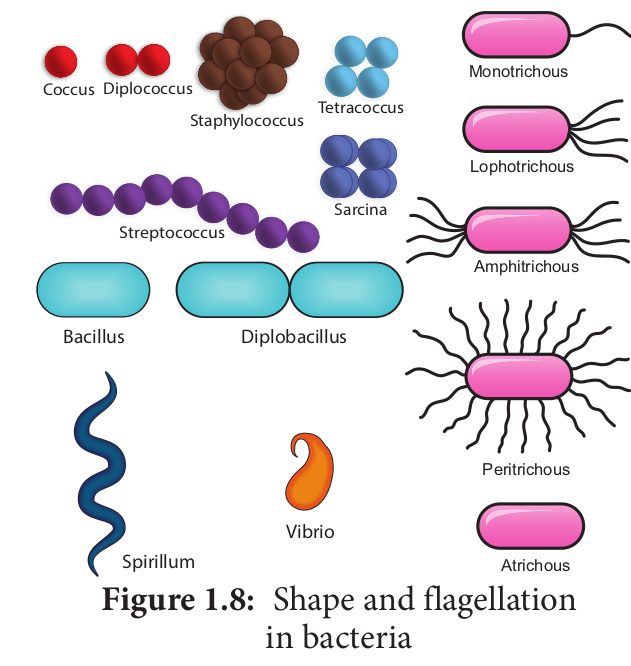 Coccus
Diplococcus
Staphylococcus
Tetracoccus
Monotrichous
Lophotrichous
Sarcina
Streptococcus
Amphitrichous
Bacillus
Diplobacillus
Peritrichous
Vibrio
Spirillum
Atrichous
Figure 1.8: Shape and flagellation
in bacteria